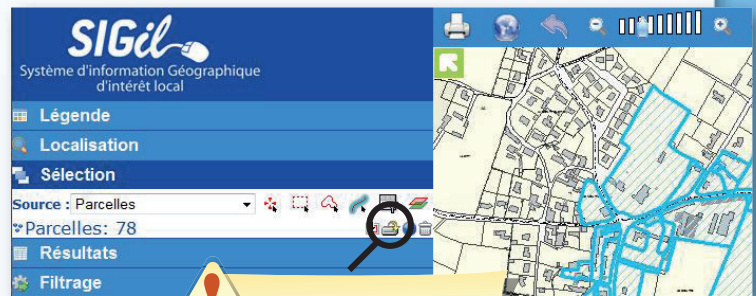 SIGil
Système d'information Géographique
d'intérêt local
Légende
Localisation
Sélection
Source : Parcelles
Parcelles: 78
Résultats
Filtrage
!